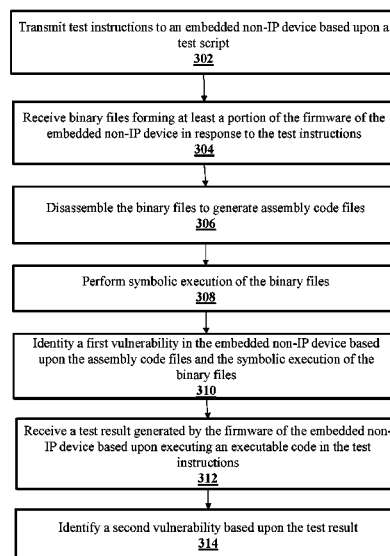 Transmit test instructions to an embedded non-IP device based upon a
test script
302
Receive binary files forming at least a portion of the firmware of the
embedded non-IP device in response to the test instructions
304
Disassemble the binary files to generate assembly code files
306
Perform symbolic execution of the binary files
308
Identify a first vulnerability in the embedded non-IP device based
upon the assembly code files and the symbolic execution of the
binary files
310
Receive a test result generated by the firmware of the embedded non-
IP device based upon executing an executable code in the test
instructions
312
Identify a second vulnerability based upon the test result
314